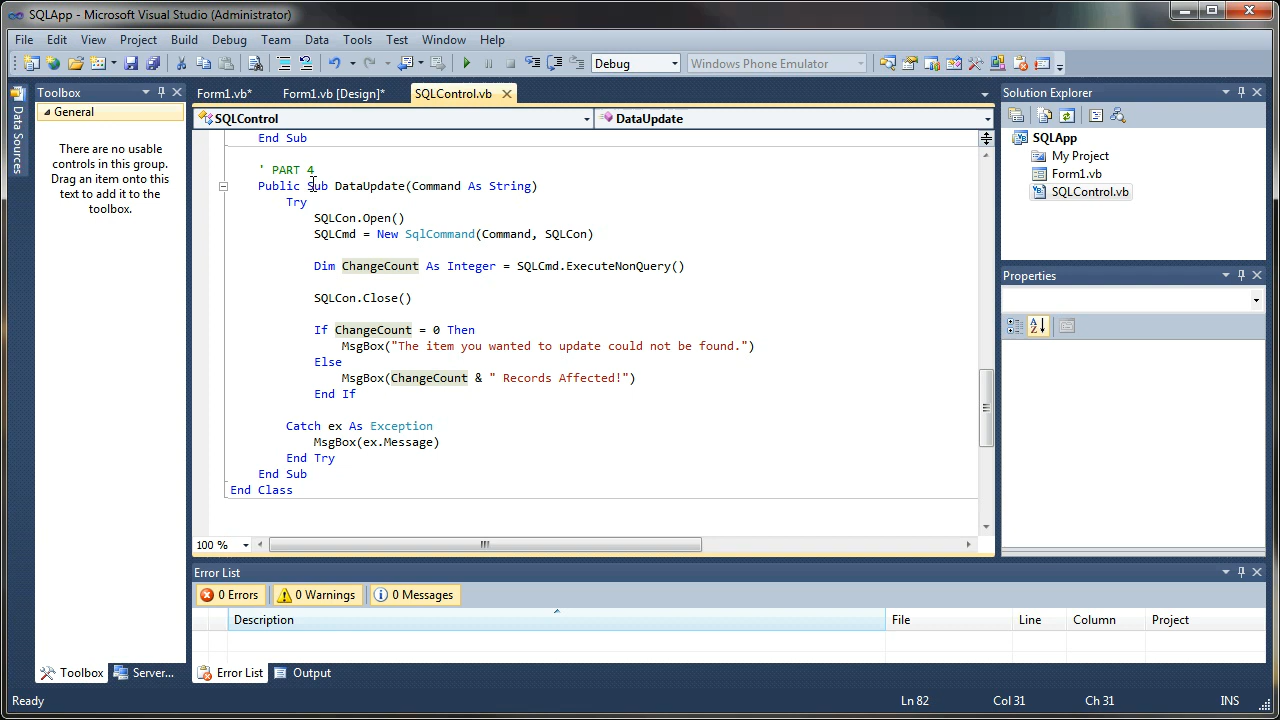 SQLApp - Microsoft Visual Studio (Administrator)
File Edit View Project Build Debug Team Data Tools Test Window Help
Debug Windows Phone Emulator
Data Sources
Toolbox
General
There are no usable
controls in this group.
Drag an item onto this
text to add it to the
toolbox.
Form1.vb* Form1.vb [Design]* SQLControl.vb
SQLControl DataUpdate
End Sub
' PART 4
Public Sub DataUpdate(Command As String)
Try
SQLCon.Open()
SQLCmd = New SqlCommand(Command, SQLCon)
Dim ChangeCount As Integer = SQLCmd.ExecuteNonQuery()
SQLCon.Close()
If ChangeCount = 0 Then
MsgBox("The item you wanted to update could not be found.")
Else
MsgBox(ChangeCount & " Records Affected!")
End If
Catch ex As Exception
MsgBox(ex.Message)
End Try
End Sub
End Class
100 %
Solution Explorer
SQLApp
My Project
Form1.vb
SQLControl.vb
Properties
Error List
0 Errors 0 Warnings 0 Messages
Description File Line Column Project
Toolbox Server... Error List Output
Ready Ln 82 Col 31 Ch 31 INS